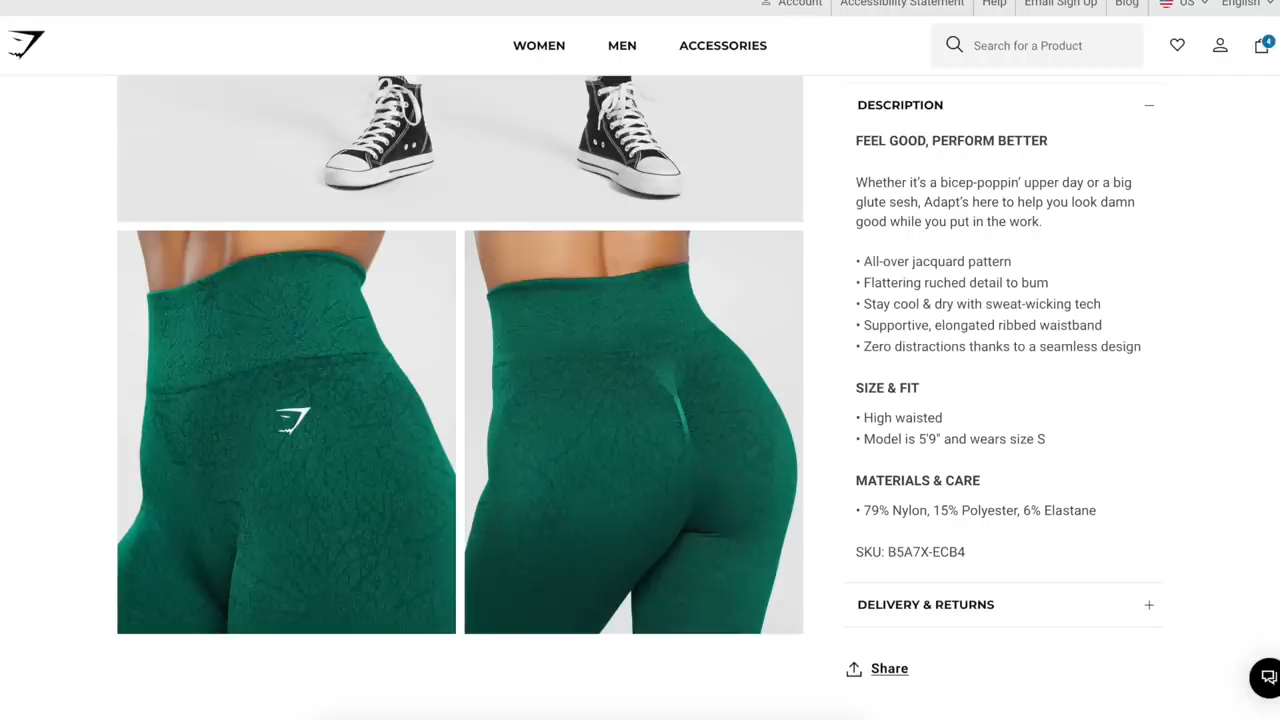 Account
Accessibility Statement
Help
Email Sign Up
Blog
US
English
WOMEN
MEN
ACCESSORIES
Search for a Product
4
DESCRIPTION
FEEL GOOD, PERFORM BETTER
Whether it's a bicep-poppin' upper day or a big
glute sesh, Adapt's here to help you look damn
good while you put in the work.
• All-over jacquard pattern
• Flattering ruched detail to bum
• Stay cool & dry with sweat-wicking tech
• Supportive, elongated ribbed waistband
• Zero distractions thanks to a seamless design
SIZE & FIT
• High waisted
• Model is 5'9" and wears size S
MATERIALS & CARE
• 79% Nylon, 15% Polyester, 6% Elastane
SKU: B5A7X-ECB4
DELIVERY & RETURNS
Share